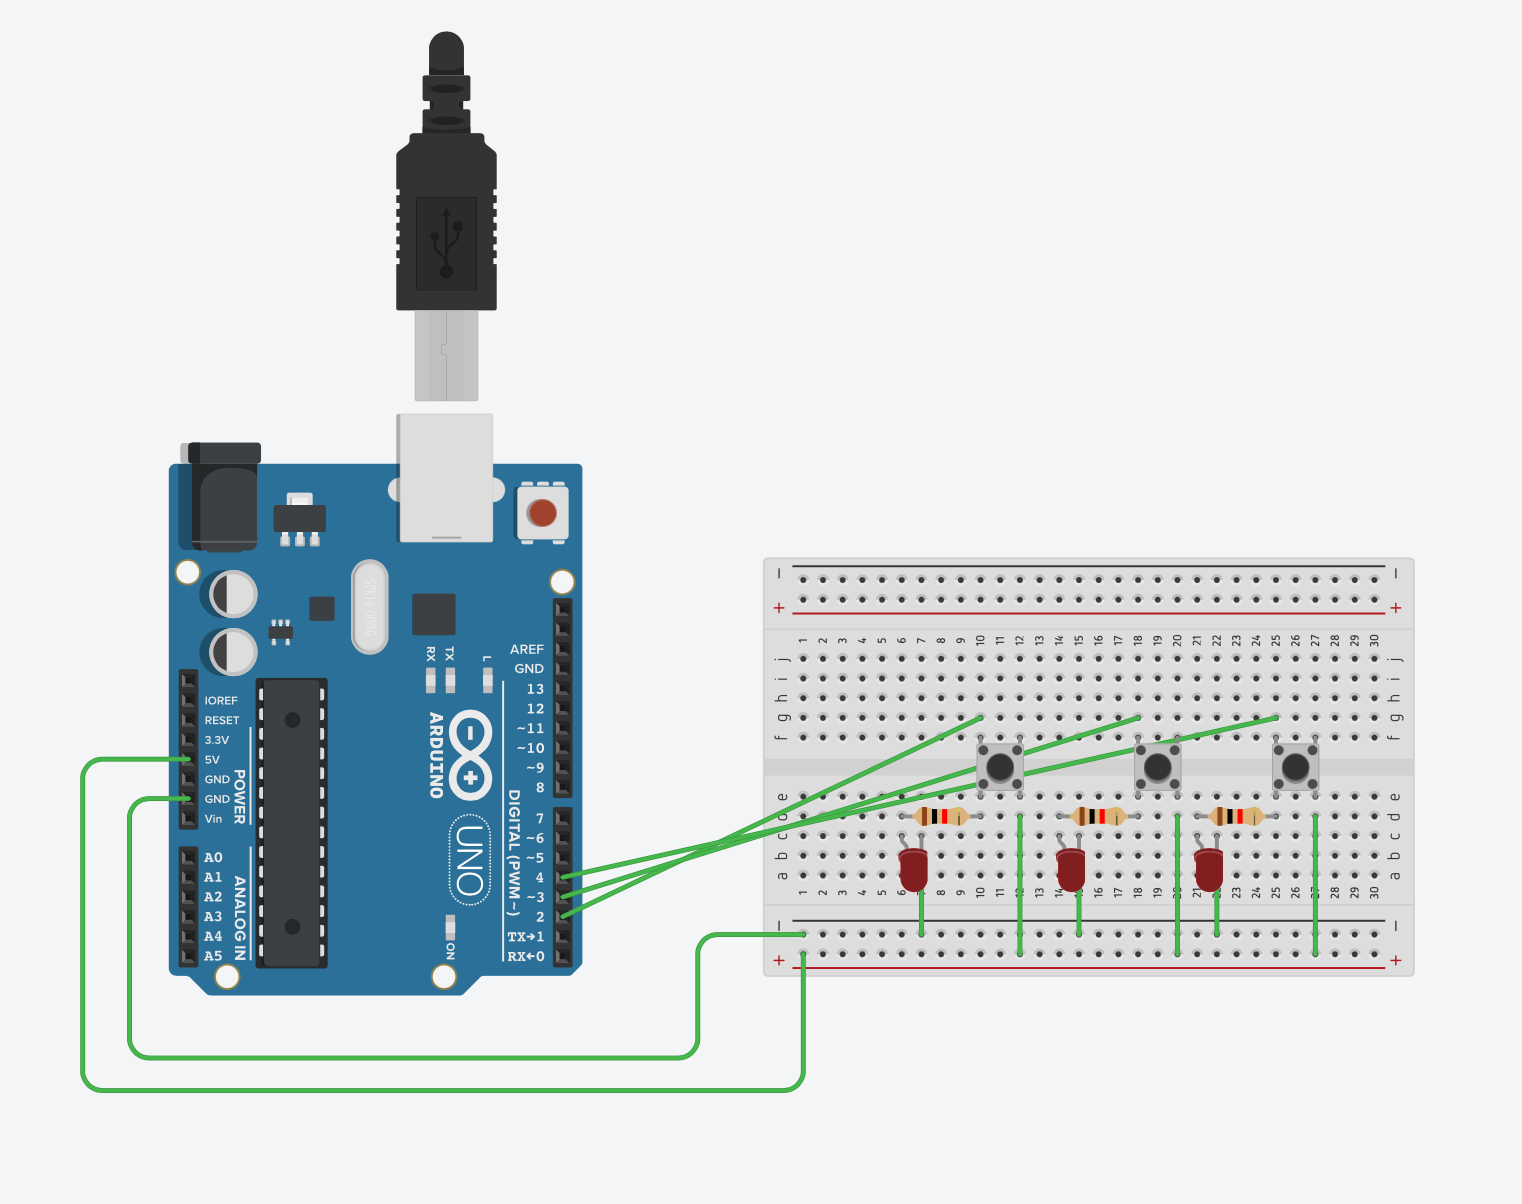 SPK16.000G
RX TX L
AREF
GND
13
12
~11
~10
~9
8
7
~6
~5
4
~3
2
TX→1
RX←0
DIGITAL (PWM~)
ARDUINO
UNO
ON
IOREF
RESET
3.3V
5V
GND
GND
Vin
POWER
A0
A1
A2
A3
A4
A5
ANALOG IN
− −
+ +
1 2 3 4 5 6 7 8 9 10 11 12 13 14 15 16 17 18 19 20 21 22 23 24 25 26 27 28 29 30
j j
i i
h h
g g
f f
e e
d d
c c
b b
a a
1 2 3 4 5 6 7 8 9 10 11 12 13 14 15 16 17 18 19 20 21 22 23 24 25 26 27 28 29 30
− −
+ +